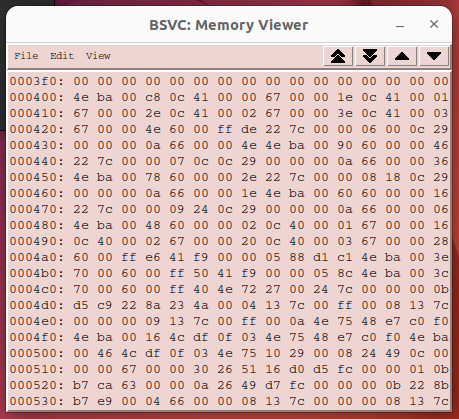 BSVC: Memory Viewer
File Edit View
0003f0: 00 00 00 00 00 00 00 00 00 00 00 00 00 00 00 00
000400: 4e ba 00 c8 0c 41 00 00 67 00 00 1e 0c 41 00 01
000410: 67 00 00 2e 0c 41 00 02 67 00 00 3e 0c 41 00 03
000420: 67 00 00 4e 60 00 ff de 22 7c 00 00 06 00 0c 29
000430: 00 00 00 0a 66 00 00 4e 4e ba 00 90 60 00 00 46
000440: 22 7c 00 00 07 0c 0c 29 00 00 00 0a 66 00 00 36
000450: 4e ba 00 78 60 00 00 2e 22 7c 00 00 08 18 0c 29
000460: 00 00 00 0a 66 00 00 1e 4e ba 00 60 60 00 00 16
000470: 22 7c 00 00 09 24 0c 29 00 00 00 0a 66 00 00 06
000480: 4e ba 00 48 60 00 00 02 0c 40 00 01 67 00 00 16
000490: 0c 40 00 02 67 00 00 20 0c 40 00 03 67 00 00 28
0004a0: 60 00 ff e6 41 f9 00 00 05 88 d1 c1 4e ba 00 3e
0004b0: 70 00 60 00 ff 50 41 f9 00 00 05 8c 4e ba 00 3c
0004c0: 70 00 60 00 ff 40 4e 72 27 00 24 7c 00 00 00 0b
0004d0: d5 c9 22 8a 23 4a 00 04 13 7c 00 ff 00 08 13 7c
0004e0: 00 00 00 09 13 7c 00 ff 00 0a 4e 75 48 e7 c0 f0
0004f0: 4e ba 00 16 4c df 0f 03 4e 75 48 e7 c0 f0 4e ba
000500: 00 46 4c df 0f 03 4e 75 10 29 00 08 24 49 0c 00
000510: 00 00 67 00 00 30 26 51 16 d0 d5 fc 00 00 01 0b
000520: b7 ca 63 00 00 0a 26 49 d7 fc 00 00 00 0b 22 8b
000530: b7 e9 00 04 66 00 00 08 13 7c 00 00 00 08 13 7c